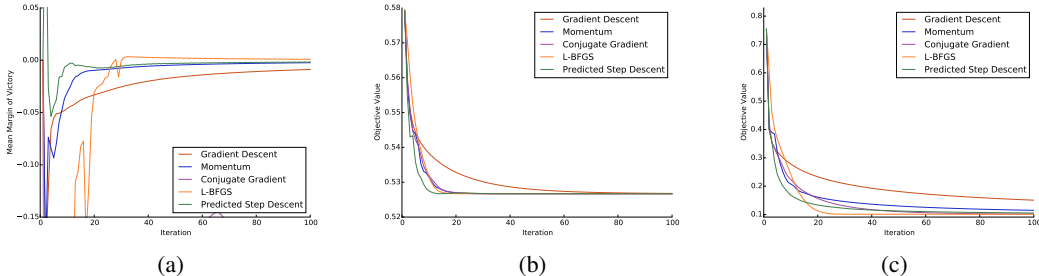 0.00
−0.05
−0.10
−0.15
0
20
40
60
80
100
Mean Margin of Victory
Iteration
Gradient Descent
Momentum
Conjugate Gradient
L-BFGS
Predicted Step Descent
(a)
0.58
0.56
0.55
0.54
0.53
0.52
0
20
40
60
80
100
Objective Value
Iteration
Gradient Descent
Momentum
Conjugate Gradient
L-BFGS
Predicted Step Descent
(b)
0.8
0.7
0.6
0.5
0.4
0.3
0.2
0.1
0
20
40
60
80
100
Objective Value
Iteration
Gradient Descent
Momentum
Conjugate Gradient
L-BFGS
Predicted Step Descent
(c)